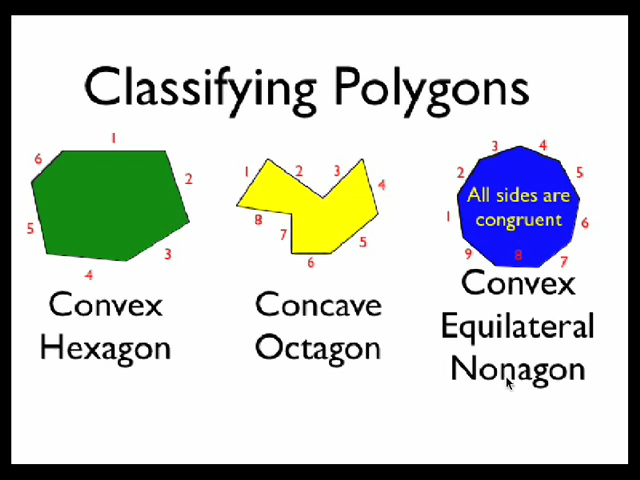 Classifying Polygons
1
2
3
4
5
6
1
2
3
4
5
6
7
8
1
2
3
4
5
6
7
8
9
All sides are
congruent
Convex
Hexagon
Concave
Octagon
Convex
Equilateral
Nonagon